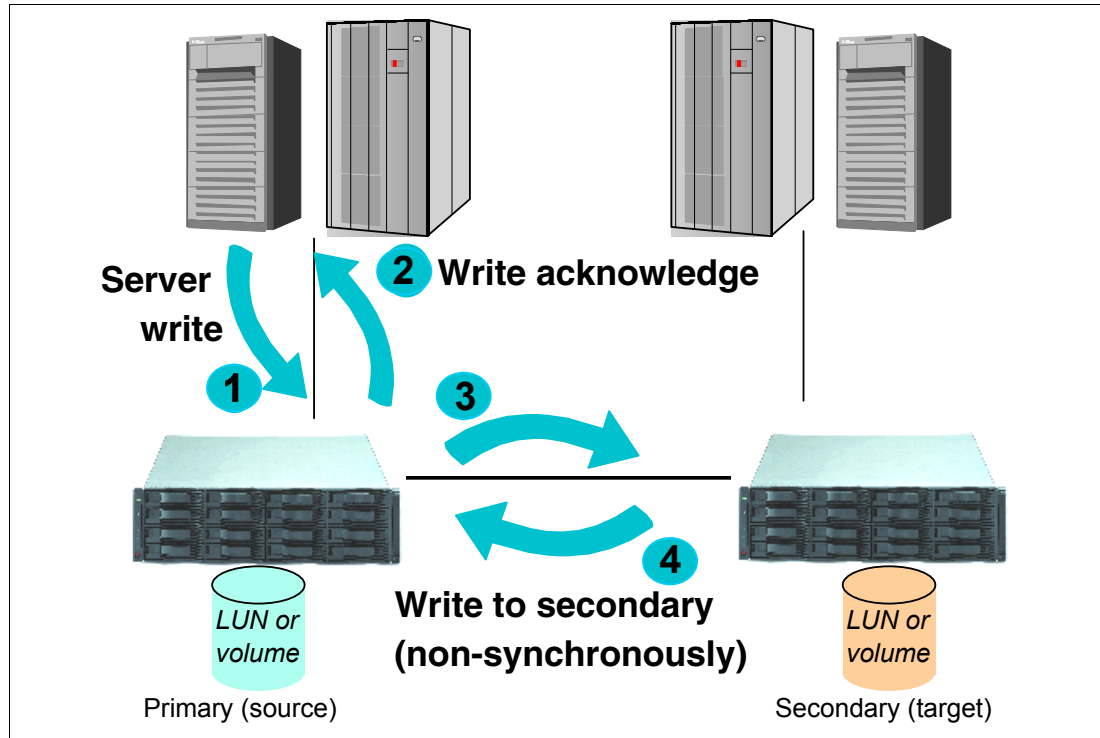 Server
write
1
2 Write acknowledge
3
4
Write to secondary
(non-synchronously)
LUN or
volume
Primary (source)
LUN or
volume
Secondary (target)